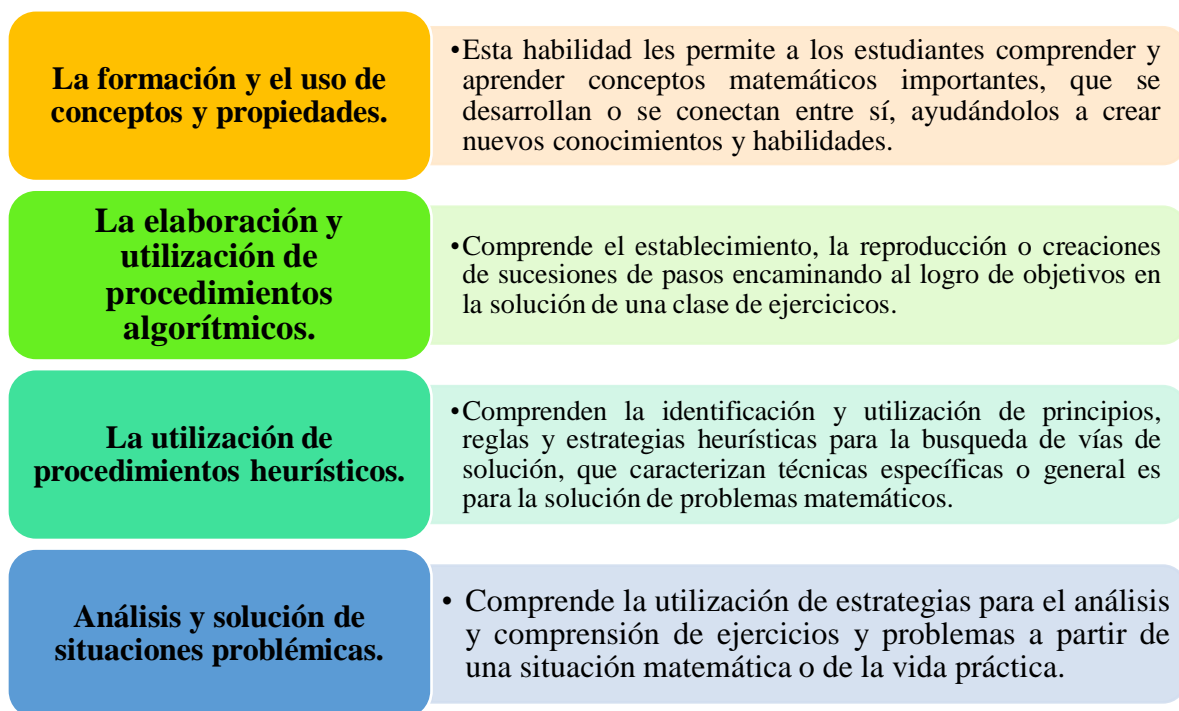 La formación y el uso de
conceptos y propiedades.
•Esta habilidad les permite a los estudiantes comprender y
aprender conceptos matemáticos importantes, que se
desarrollan o se conectan entre sí, ayudándolos a crear
nuevos conocimientos y habilidades.
La elaboración y
utilización de
procedimientos
algorítmicos.
•Comprende el establecimiento, la reproducción o creaciones
de sucesiones de pasos encaminando al logro de objetivos en
la solución de una clase de ejercicicos.
La utilización de
procedimientos heurísticos.
•Comprenden la identificación y utilización de principios,
reglas y estrategias heurísticas para la busqueda de vías de
solución, que caracterizan técnicas específicas o general es
para la solución de problemas matemáticos.
Análisis y solución de
situaciones problémicas.
• Comprende la utilización de estrategias para el análisis
y comprensión de ejercicios y problemas a partir de
una situación matemática o de la vida práctica.